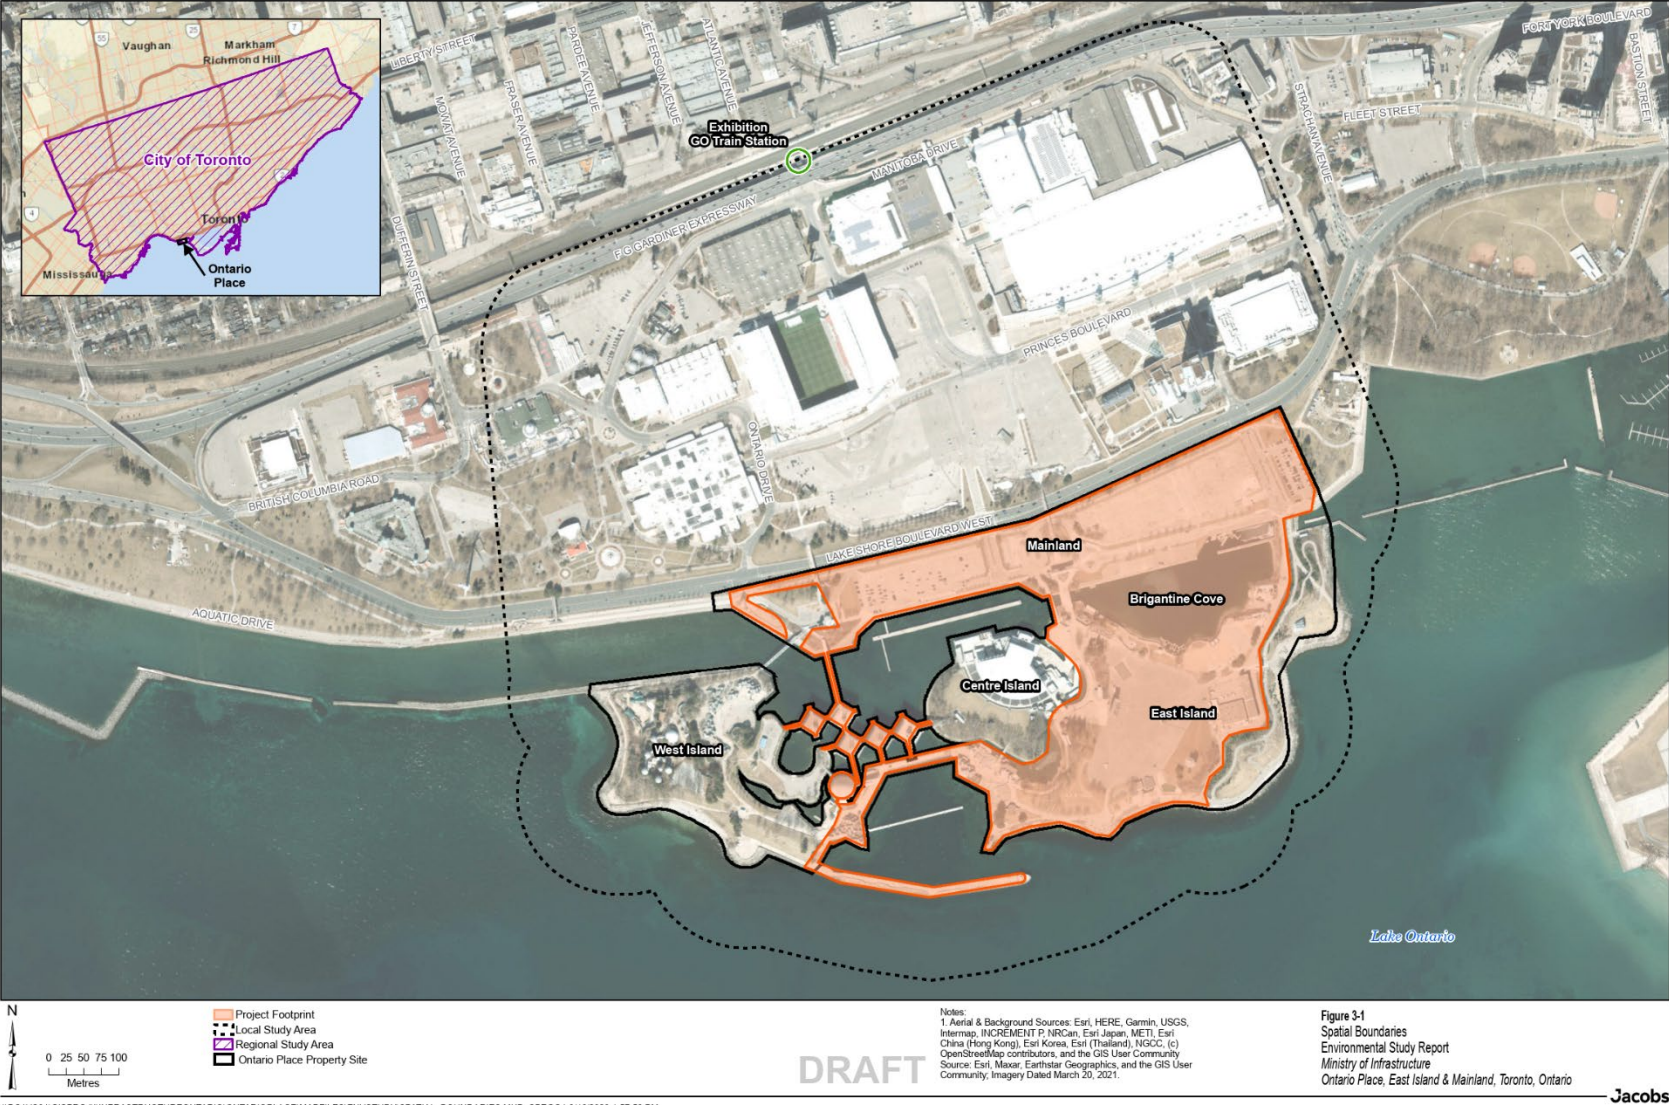 55
Vaughan
25
Markham
7
Richmond Hill
City of Toronto
4
Toronto
Mississauga
Ontario
Place
LIBERTY STREET
MOWAT AVENUE
FRASER AVENUE
PARDEE AVENUE
JEFFERSON AVENUE
ATLANTIC AVENUE
DUFFERIN STREET
Exhibition
GO Train Station
MANITOBA DRIVE
F G GARDINER EXPRESSWAY
STRACHAN AVENUE
FLEET STREET
FORT YORK BOULEVARD
BASTION STREET
PRINCES BOULEVARD
ONTARIO DRIVE
BRITISH COLUMBIA ROAD
LAKE SHORE BOULEVARD WEST
AQUATIC DRIVE
Mainland
Brigantine Cove
Centre Island
East Island
West Island
Lake Ontario
N
0 25 50 75 100
Metres
Project Footprint
Local Study Area
Regional Study Area
Ontario Place Property Site
DRAFT
Notes:
1. Aerial & Background Sources: Esri, HERE, Garmin, USGS,
Intermap, INCREMENT P, NRCan, Esri Japan, METI, Esri
China (Hong Kong), Esri Korea, Esri (Thailand), NGCC, (c)
OpenStreetMap contributors, and the GIS User Community
Source: Esri, Maxar, Earthstar Geographics, and the GIS User
Community; Imagery Dated March 20, 2021.
Figure 3-1
Spatial Boundaries
Environmental Study Report
Ministry of Infrastructure
Ontario Place, East Island & Mainland, Toronto, Ontario
Jacobs